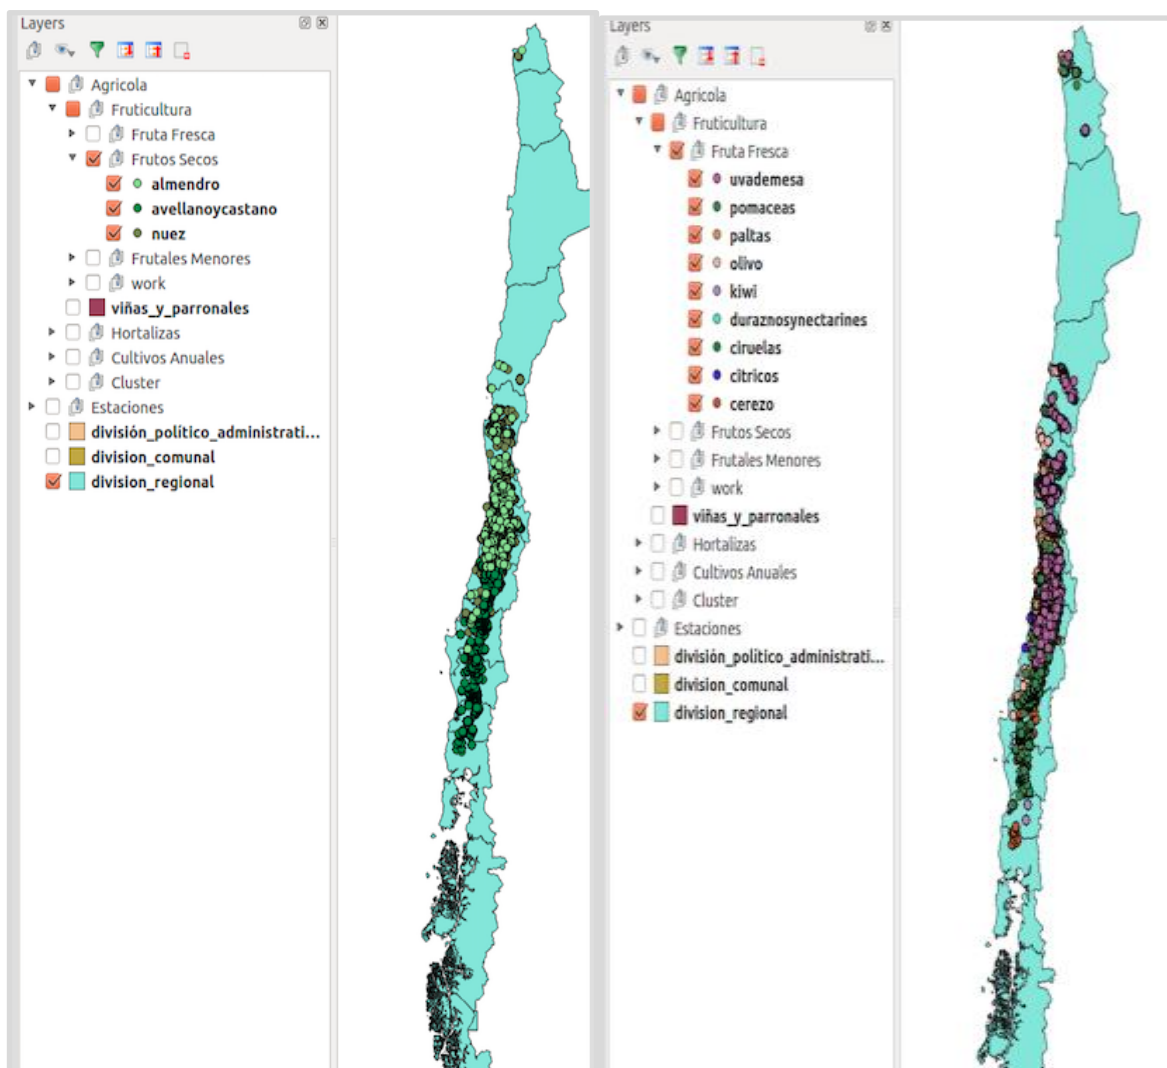 Layers
Agricola
Fruticultura
Fruta Fresca
Frutos Secos
almendro
avellanoycastano
nuez
Frutales Menores
work
viñas_y_parronales
Hortalizas
Cultivos Anuales
Cluster
Estaciones
división_político_administrati...
division_comunal
division_regional
Layers
Agricola
Fruticultura
Fruta Fresca
uvademesa
pomaceas
paltas
olivo
kiwi
duraznosynectarines
ciruelas
citricos
cerezo
Frutos Secos
Frutales Menores
work
viñas_y_parronales
Hortalizas
Cultivos Anuales
Cluster
Estaciones
división_político_administrati...
division_comunal
division_regional